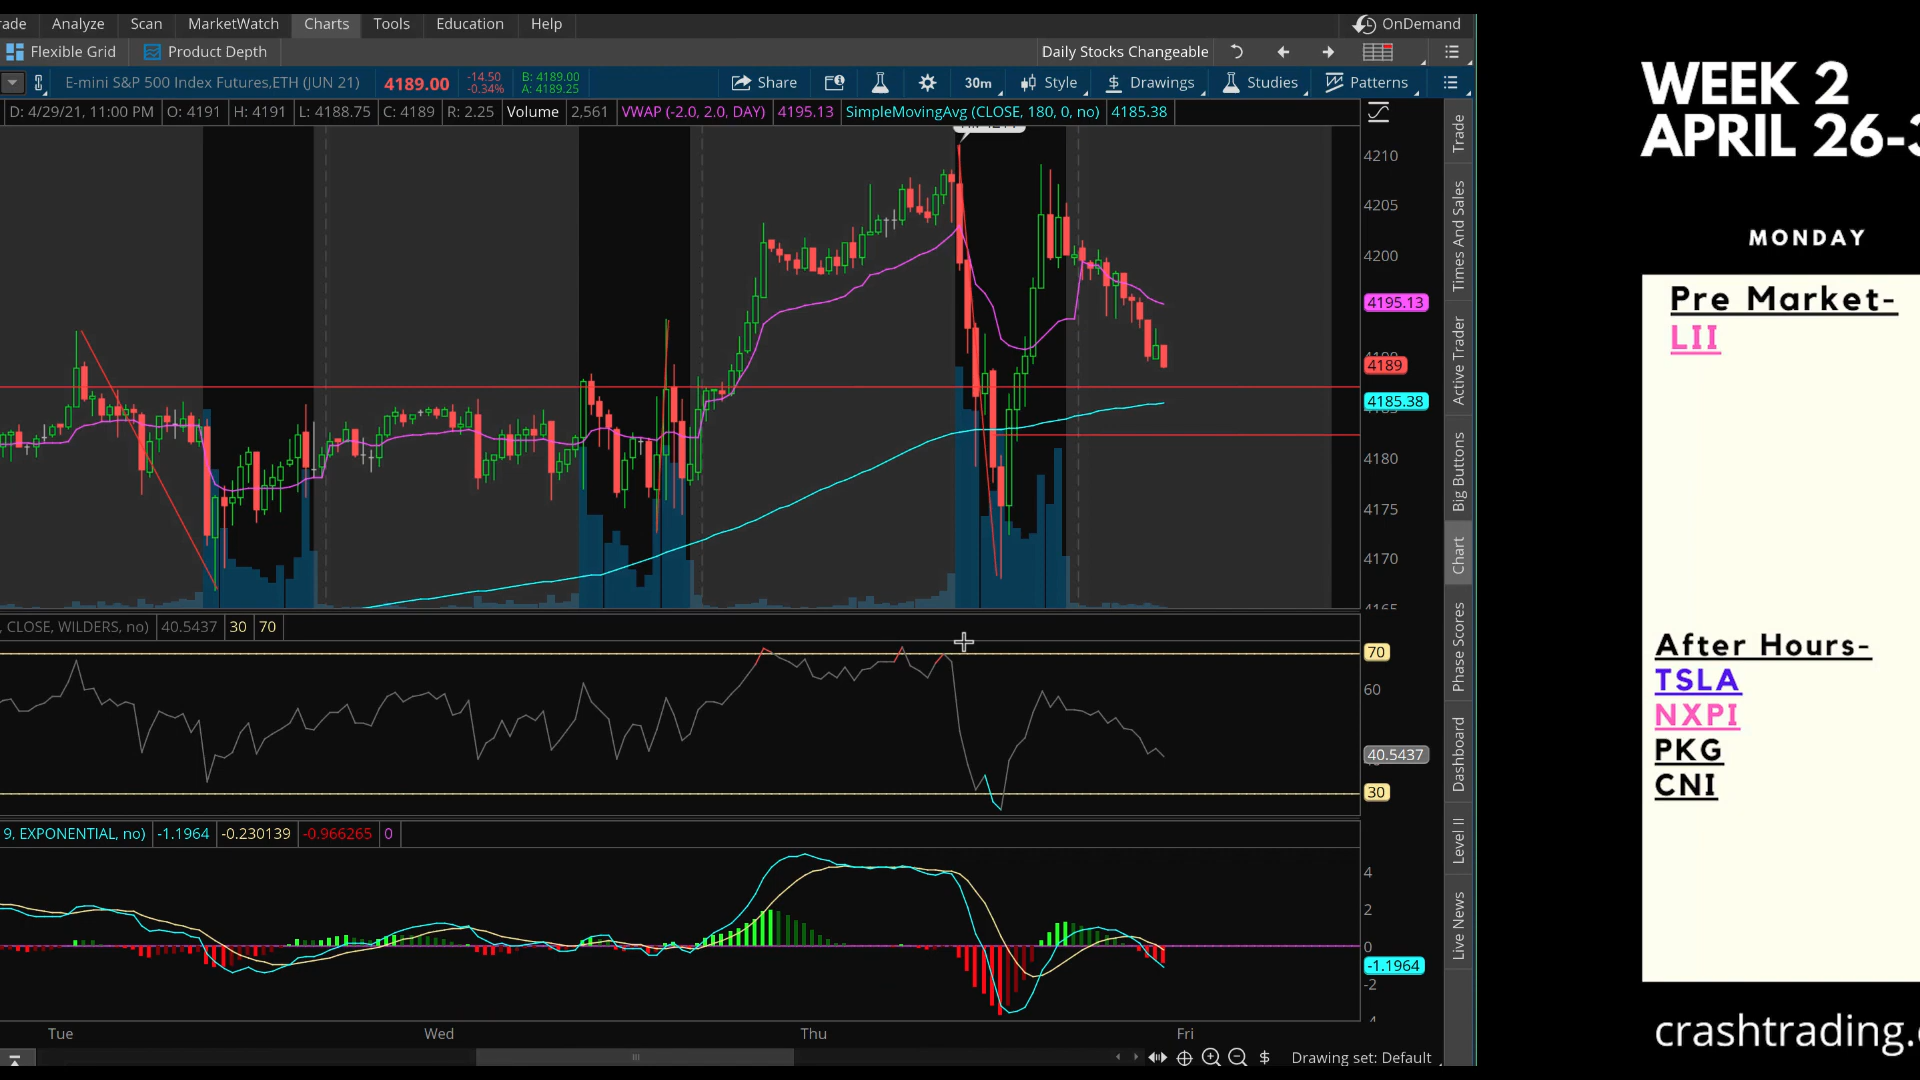 rade Analyze Scan MarketWatch Charts Tools Education Help OnDemand
Flexible Grid Product Depth Daily Stocks Changeable
E-mini S&P 500 Index Futures,ETH (JUN 21) 4189.00 -14.50 -0.34% B: 4189.00 A: 4189.25 Share 30m Style $ Drawings Studies Patterns
D: 4/29/21, 11:00 PM O: 4191 H: 4191 L: 4188.75 C: 4189 R: 2.25 Volume 2,561 VWAP (-2.0, 2.0, DAY) 4195.13 SimpleMovingAvg (CLOSE, 180, 0, no) 4185.38
4210
4205
4200
4195.13
4189
4185.38
4180
4175
4170
4165
, CLOSE, WILDERS, no) 40.5437 30 70
70
60
40.5437
30
9, EXPONENTIAL, no) -1.1964 -0.230139 -0.966265 0
4
2
0
-1.1964
-2
Tue Wed Thu Fri
$ Drawing set: Default
Trade
Times And Sales
Active Trader
Big Buttons
Chart
Phase Scores
Dashboard
Level II
Live News
WEEK 2
APRIL 26-3
MONDAY
Pre Market-
LII
After Hours-
TSLA
NXPI
PKG
CNI
crashtrading.